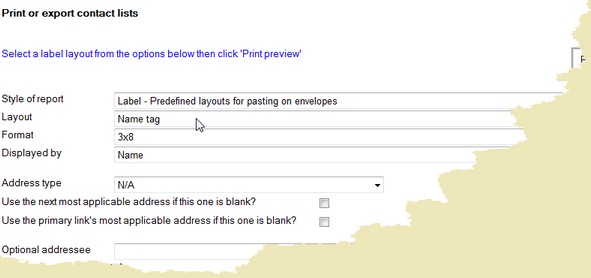 Print or export contact lists
Select a label layout from the options below then click 'Print preview'
Style of report Label - Predefined layouts for pasting on envelopes
Layout Name tag
Format 3x8
Displayed by Name
Address type N/A
Use the next most applicable address if this one is blank?
Use the primary link's most applicable address if this one is blank?
Optional addressee